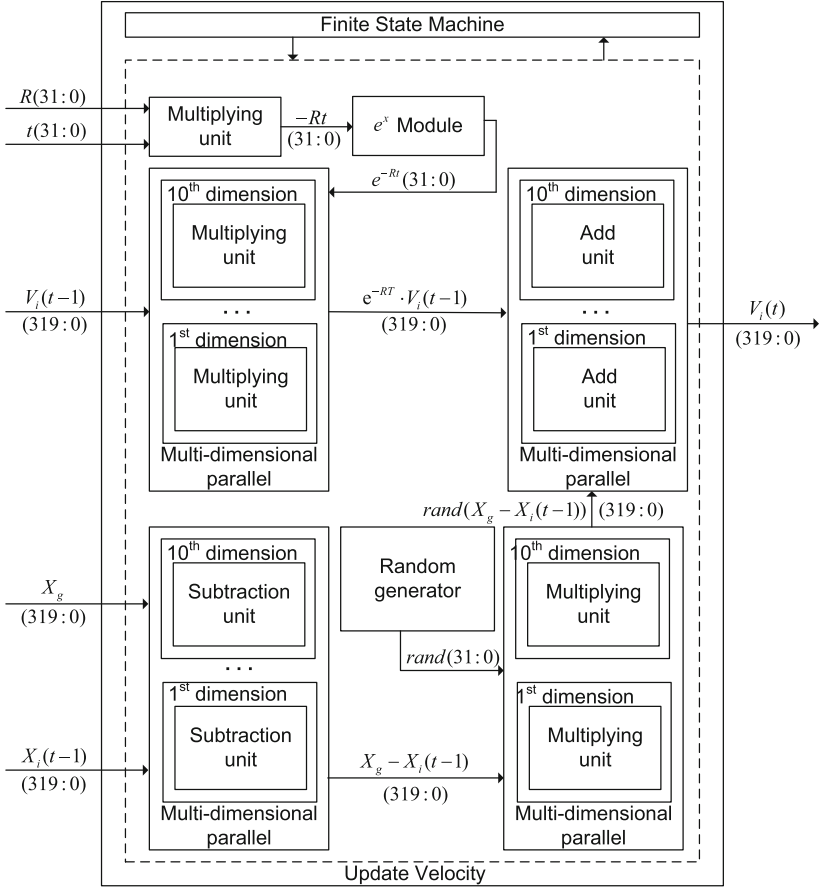 Finite State Machine
R(31:0)
t(31:0)
Multiplying
unit
−Rt
(31:0)
e^x Module
e^{−Rt}(31:0)
10th dimension
Multiplying
unit
...
1st dimension
Multiplying
unit
Multi-dimensional
parallel
V_i(t−1)
(319:0)
e^{−RT}·V_i(t−1)
(319:0)
10th dimension
Add
unit
...
1st dimension
Add
unit
Multi-dimensional
parallel
V_i(t)
(319:0)
rand(X_g − X_i(t−1)) (319:0)
10th dimension
Subtraction
unit
...
1st dimension
Subtraction
unit
Multi-dimensional
parallel
X_g
(319:0)
X_i(t−1)
(319:0)
Random
generator
rand(31:0)
X_g − X_i(t−1)
(319:0)
10th dimension
Multiplying
unit
1st dimension
Multiplying
unit
Multi-dimensional
parallel
Update Velocity